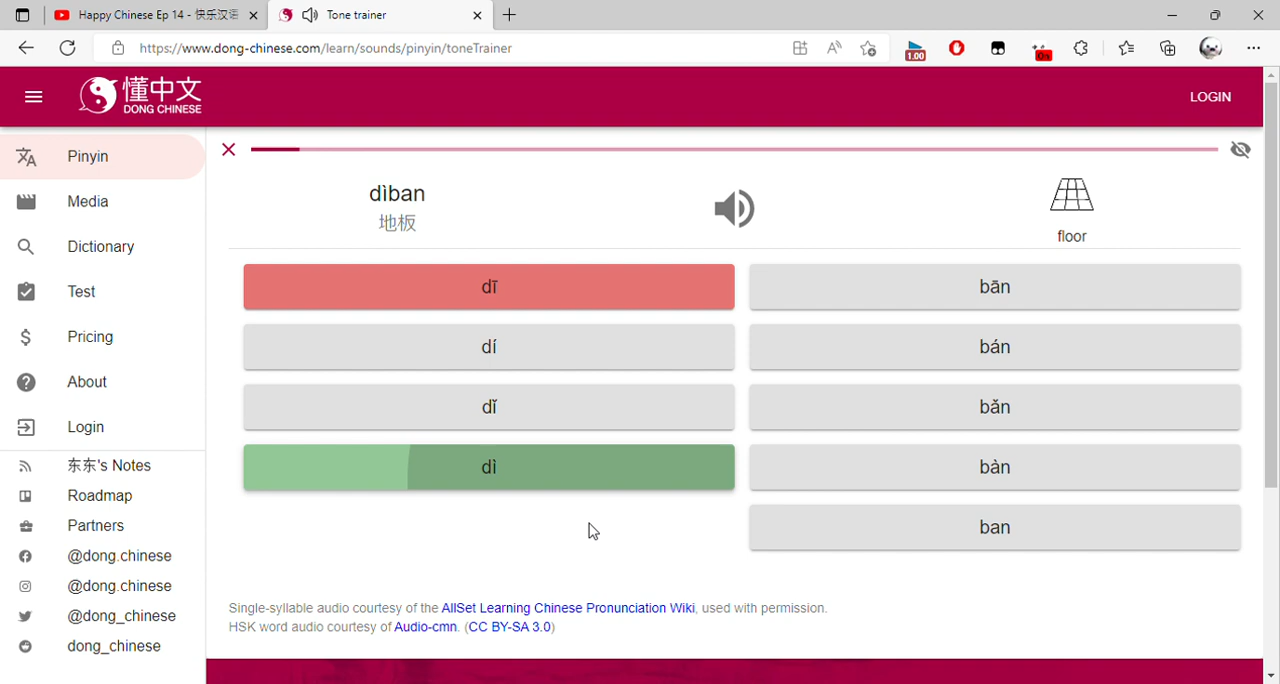 Happy Chinese Ep 14 - 快乐汉语
Tone trainer
https://www.dong-chinese.com/learn/sounds/pinyin/toneTrainer
1.00
On
懂中文
DONG CHINESE
LOGIN
Pinyin
Media
Dictionary
Test
Pricing
About
Login
东东's Notes
Roadmap
Partners
@dong.chinese
@dong.chinese
@dong_chinese
dong_chinese
dìban
地板
floor
dī
bān
dí
bán
dǐ
bǎn
dì
bàn
ban
Single-syllable audio courtesy of the AllSet Learning Chinese Pronunciation Wiki, used with permission.
HSK word audio courtesy of Audio-cmn. (CC BY-SA 3.0)